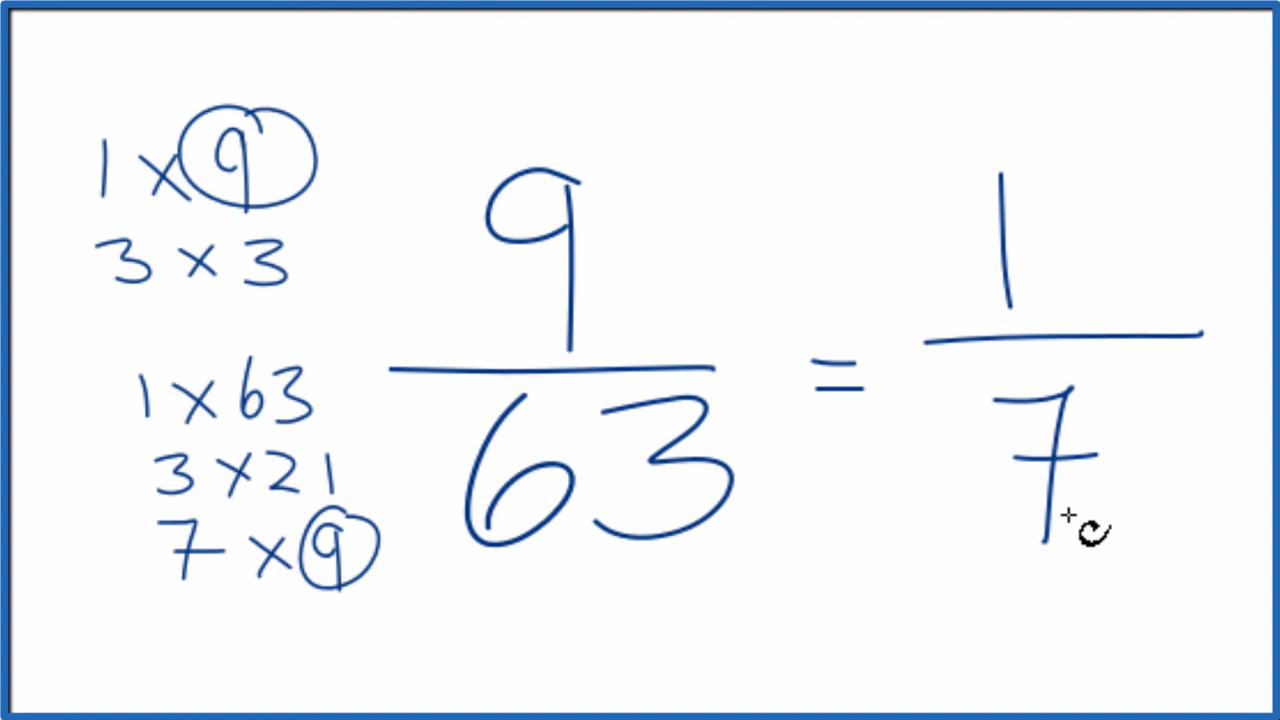 1 x 9
3 x 3
1 x 63
3 x 21
7 x 9
9
63
=
1
7